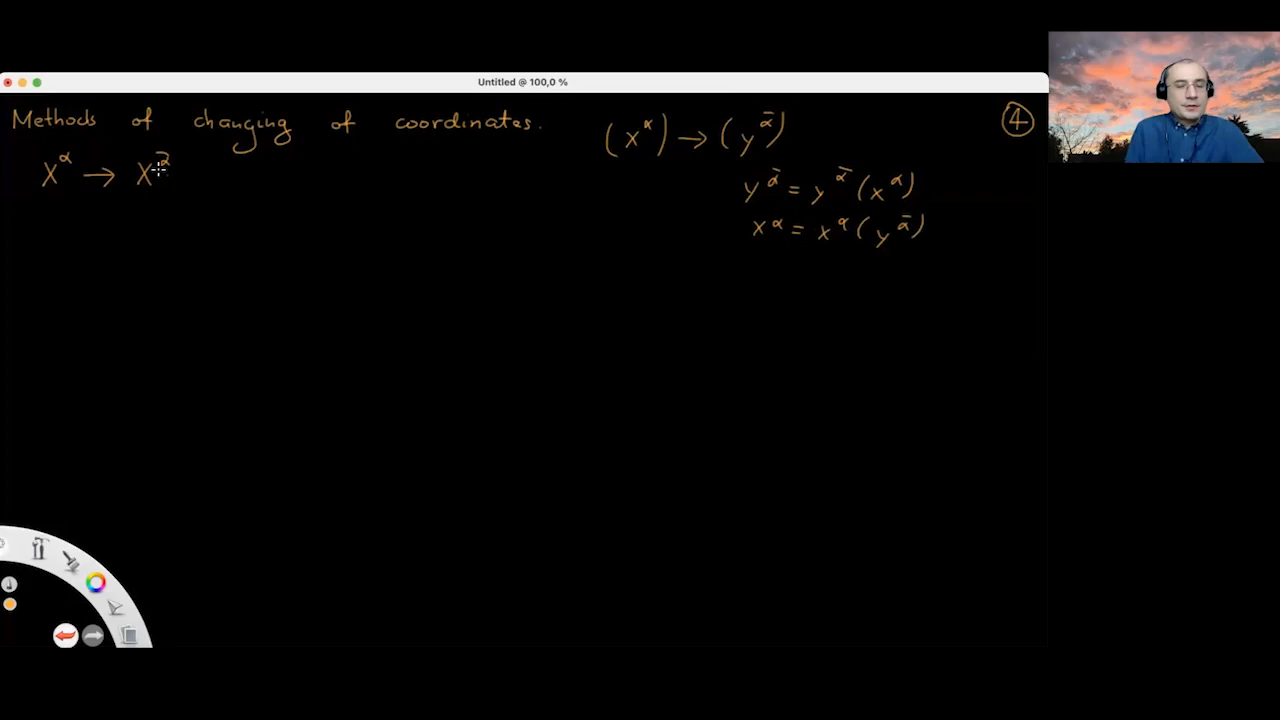 Untitled @ 100,0 %
Methods of changing of coordinates. (x^α) → (y^ᾱ) ④
x^α → x^ᾱ
y^ᾱ = y^ᾱ (x^α)
x^α = x^α (y^ᾱ)